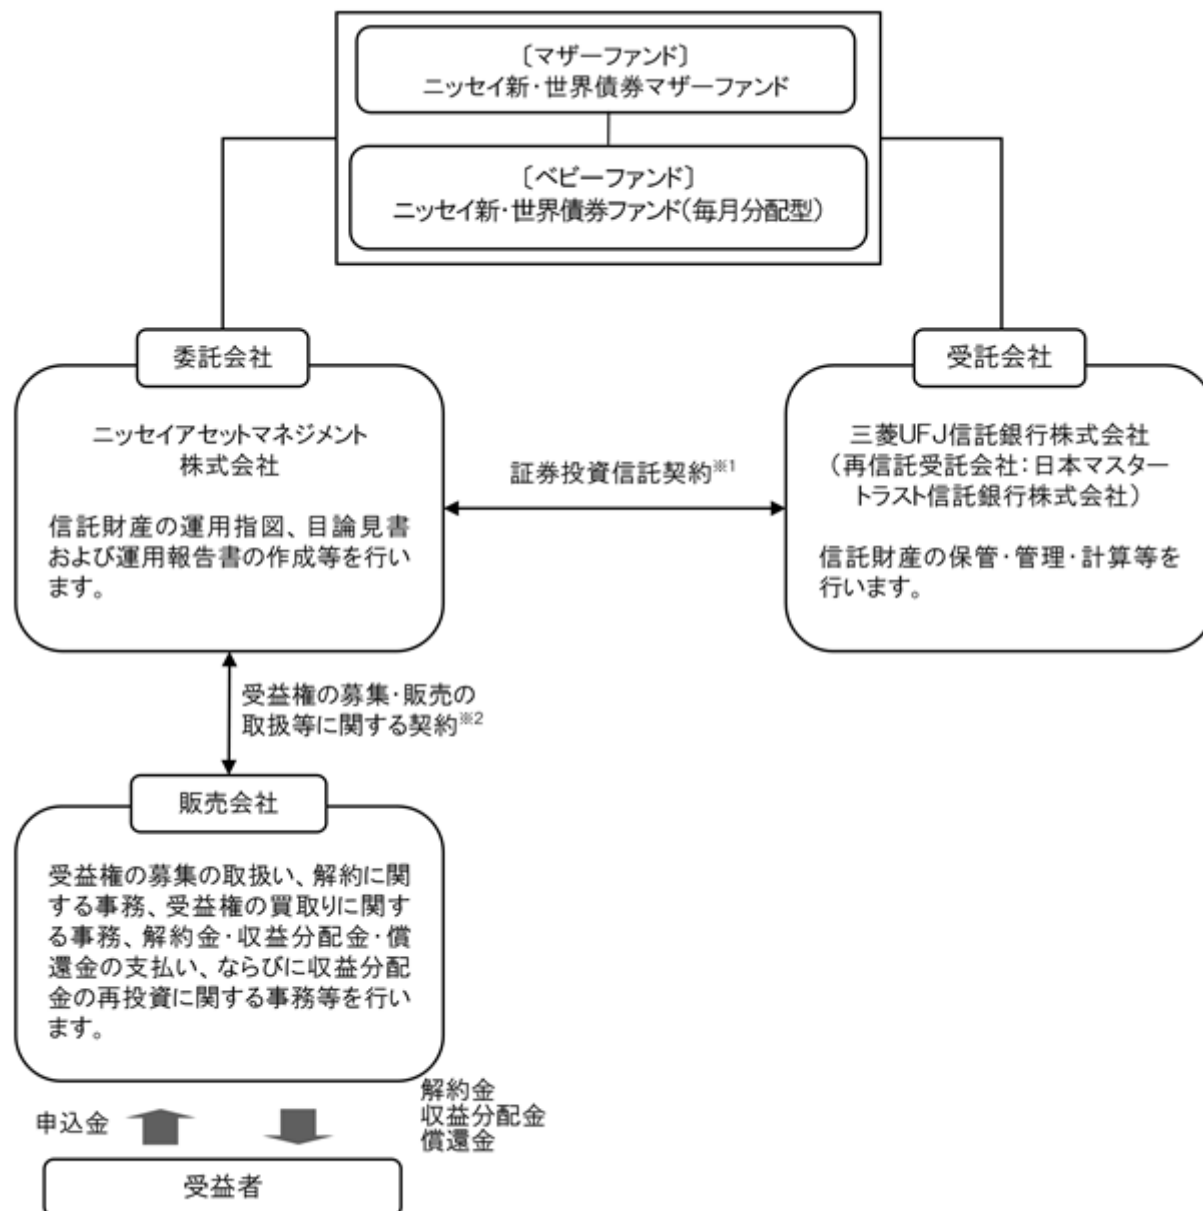 〔マザーファンド〕
ニッセイ新・世界債券マザーファンド
〔ベビーファンド〕
ニッセイ新・世界債券ファンド(毎月分配型)
委託会社
ニッセイアセットマネジメント
株式会社
信託財産の運用指図、目論見書
および運用報告書の作成等を行い
ます。
証券投資信託契約※1
受託会社
三菱UFJ信託銀行株式会社
(再信託受託会社:日本マスター
トラスト信託銀行株式会社)
信託財産の保管・管理・計算等を
行います。
受益権の募集・販売の
取扱等に関する契約※2
販売会社
受益権の募集の取扱い、解約に関
する事務、受益権の買取りに関す
る事務、解約金・収益分配金・償
還金の支払い、ならびに収益分配
金の再投資に関する事務等を行い
ます。
申込金
解約金
収益分配金
償還金
受益者